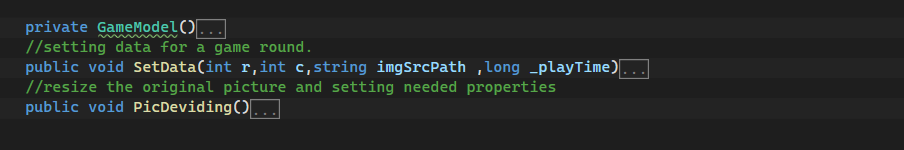 private GameModel()...
//setting data for a game round.
public void SetData(int r,int c,string imgSrcPath ,long _playTime)...
//resize the original picture and setting needed properties
public void PicDeviding()...